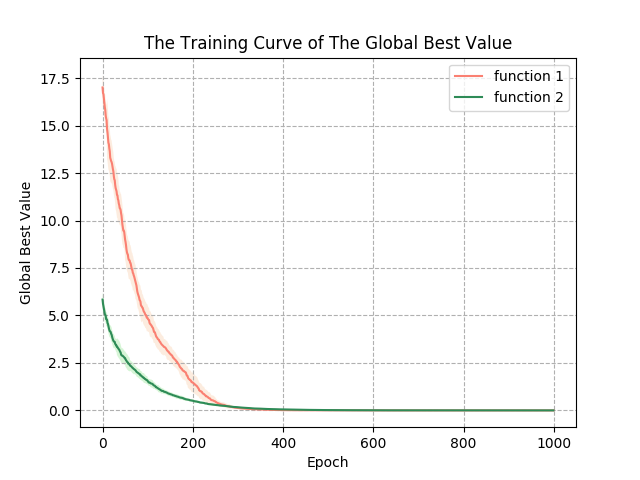 The Training Curve of The Global Best Value
function 1
function 2
Global Best Value
17.5
15.0
12.5
10.0
7.5
5.0
2.5
0.0
0 200 400 600 800 1000
Epoch